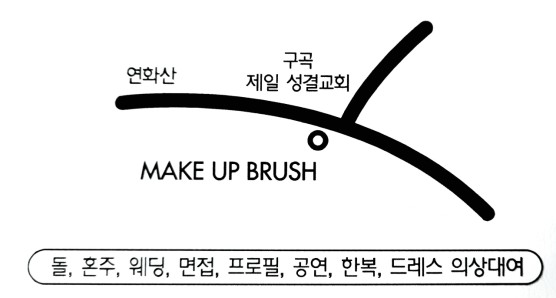 구곡
연화산
제일 성결교회
MAKE UP BRUSH
돌, 혼주, 웨딩, 면접, 프로필, 공연, 한복, 드레스 의상대여